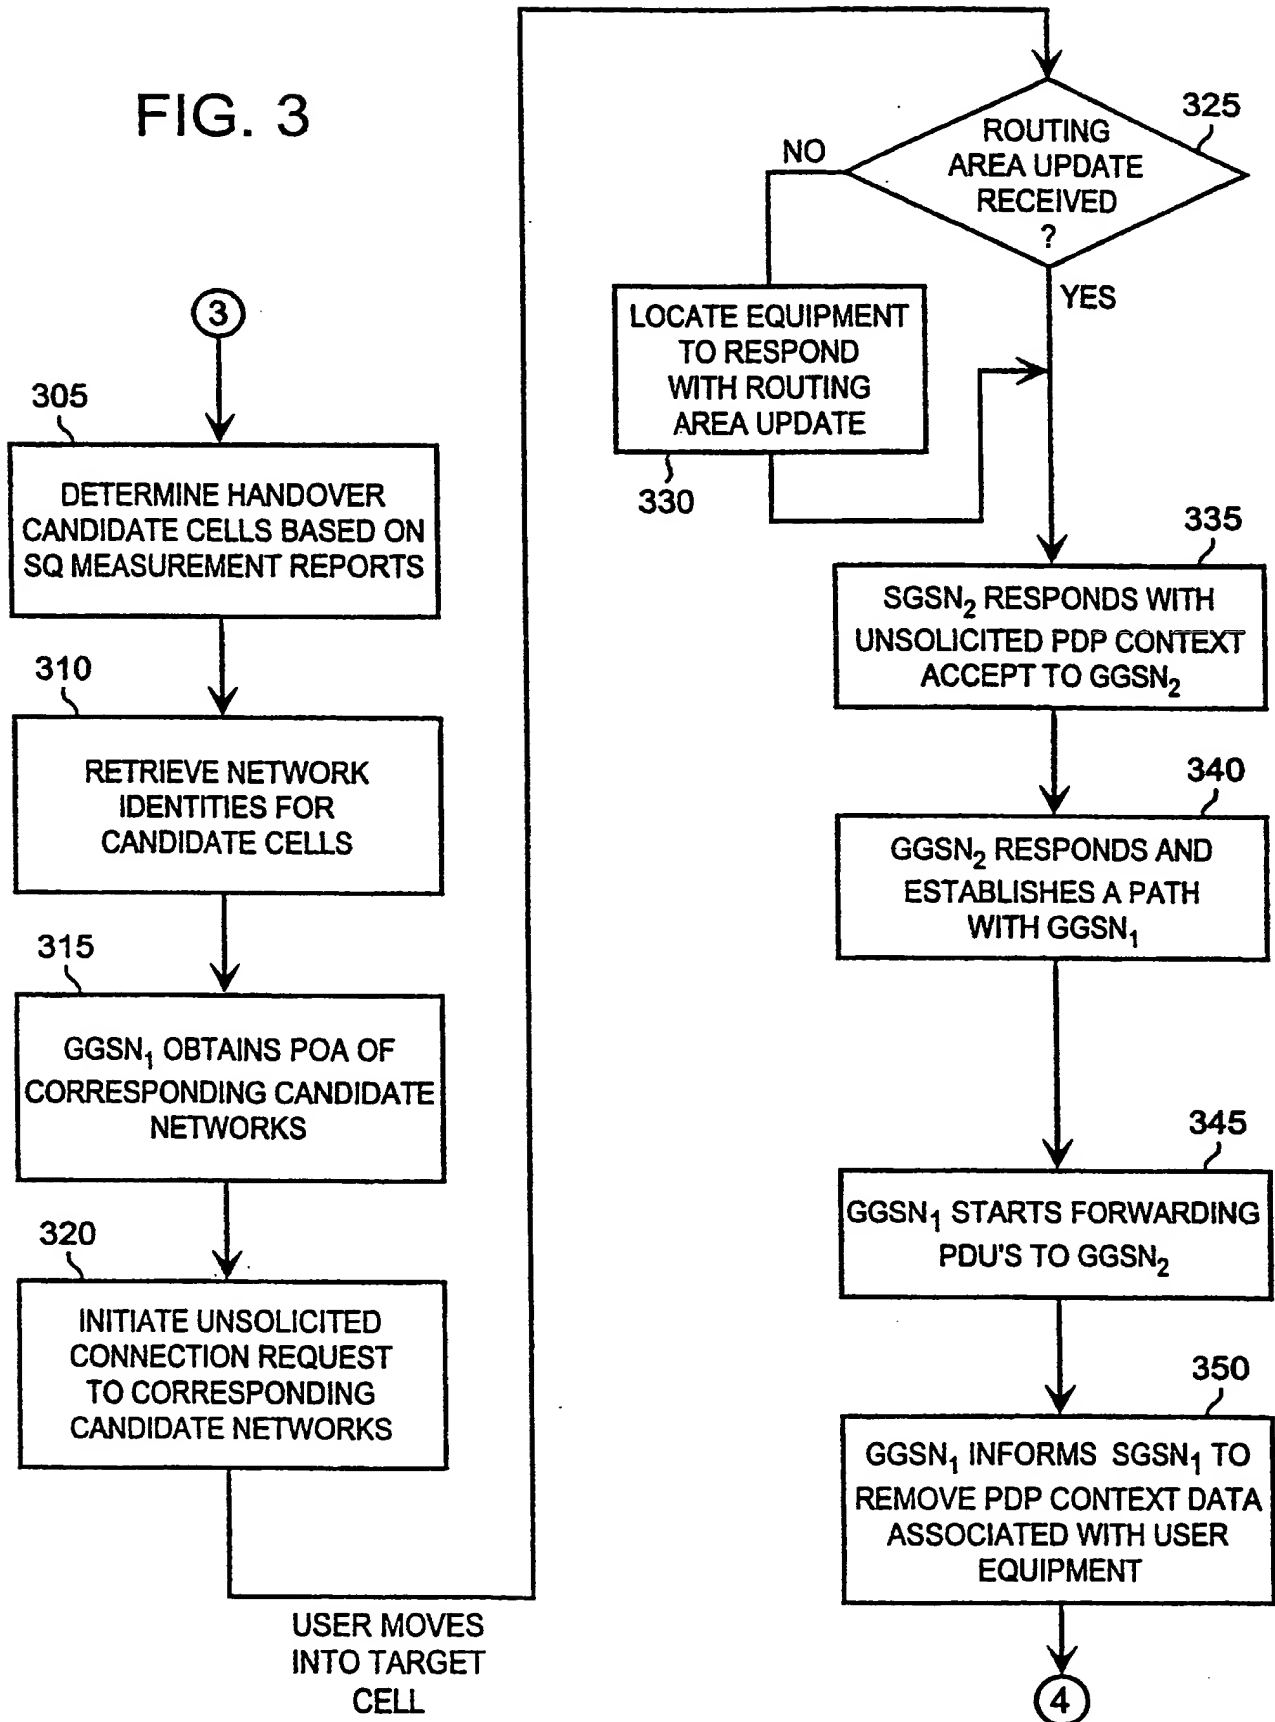 FIG. 3
3
305
DETERMINE HANDOVER
CANDIDATE CELLS BASED ON
SQ MEASUREMENT REPORTS
310
RETRIEVE NETWORK
IDENTITIES FOR
CANDIDATE CELLS
315
GGSN1 OBTAINS POA OF
CORRESPONDING CANDIDATE
NETWORKS
320
INITIATE UNSOLICITED
CONNECTION REQUEST
TO CORRESPONDING
CANDIDATE NETWORKS
USER MOVES
INTO TARGET
CELL
325
ROUTING
AREA UPDATE
RECEIVED
?
NO
YES
LOCATE EQUIPMENT
TO RESPOND
WITH ROUTING
AREA UPDATE
330
335
SGSN2 RESPONDS WITH
UNSOLICITED PDP CONTEXT
ACCEPT TO GGSN2
340
GGSN2 RESPONDS AND
ESTABLISHES A PATH
WITH GGSN1
345
GGSN1 STARTS FORWARDING
PDU'S TO GGSN2
350
GGSN1 INFORMS SGSN1 TO
REMOVE PDP CONTEXT DATA
ASSOCIATED WITH USER
EQUIPMENT
4